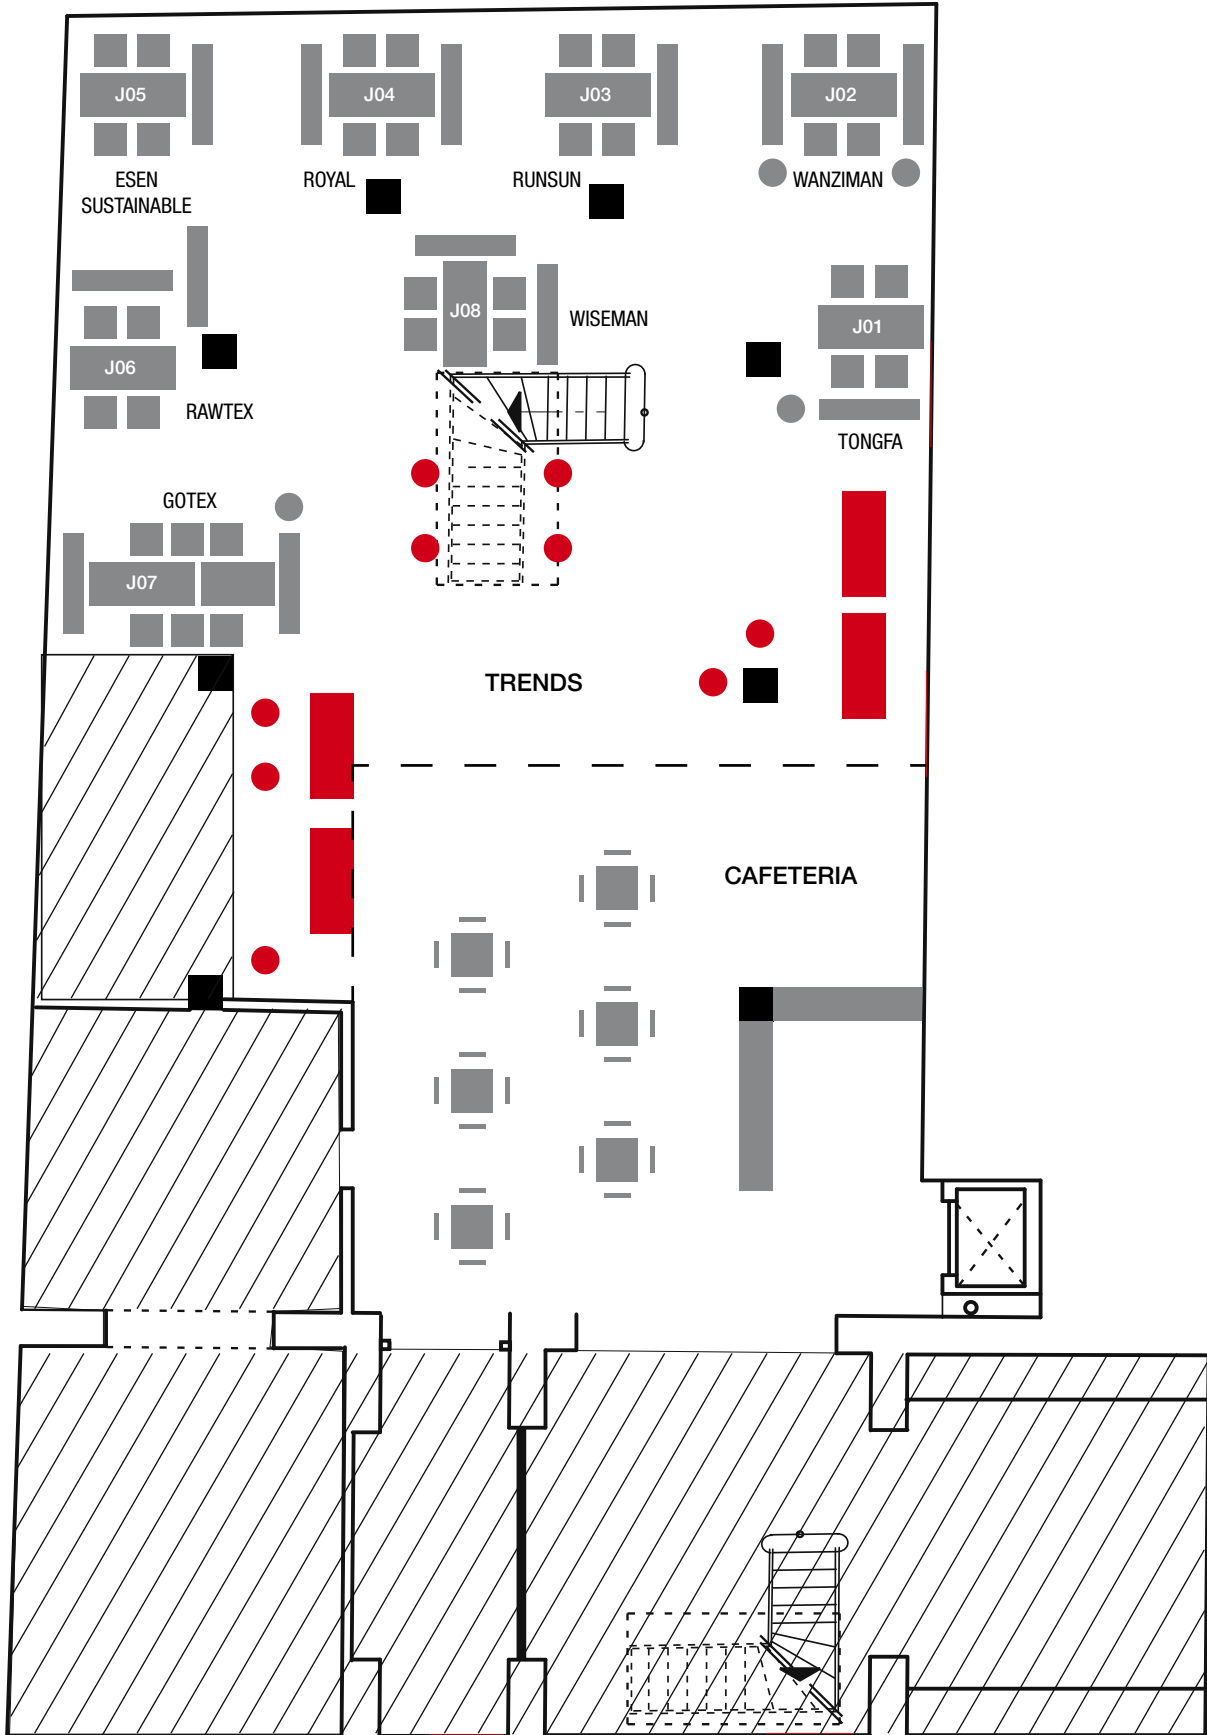 J05
J04
J03
J02
ESEN
SUSTAINABLE
ROYAL
RUNSUN
WANZIMAN
J08
WISEMAN
J01
J06
RAWTEX
TONGFA
GOTEX
J07
TRENDS
CAFETERIA